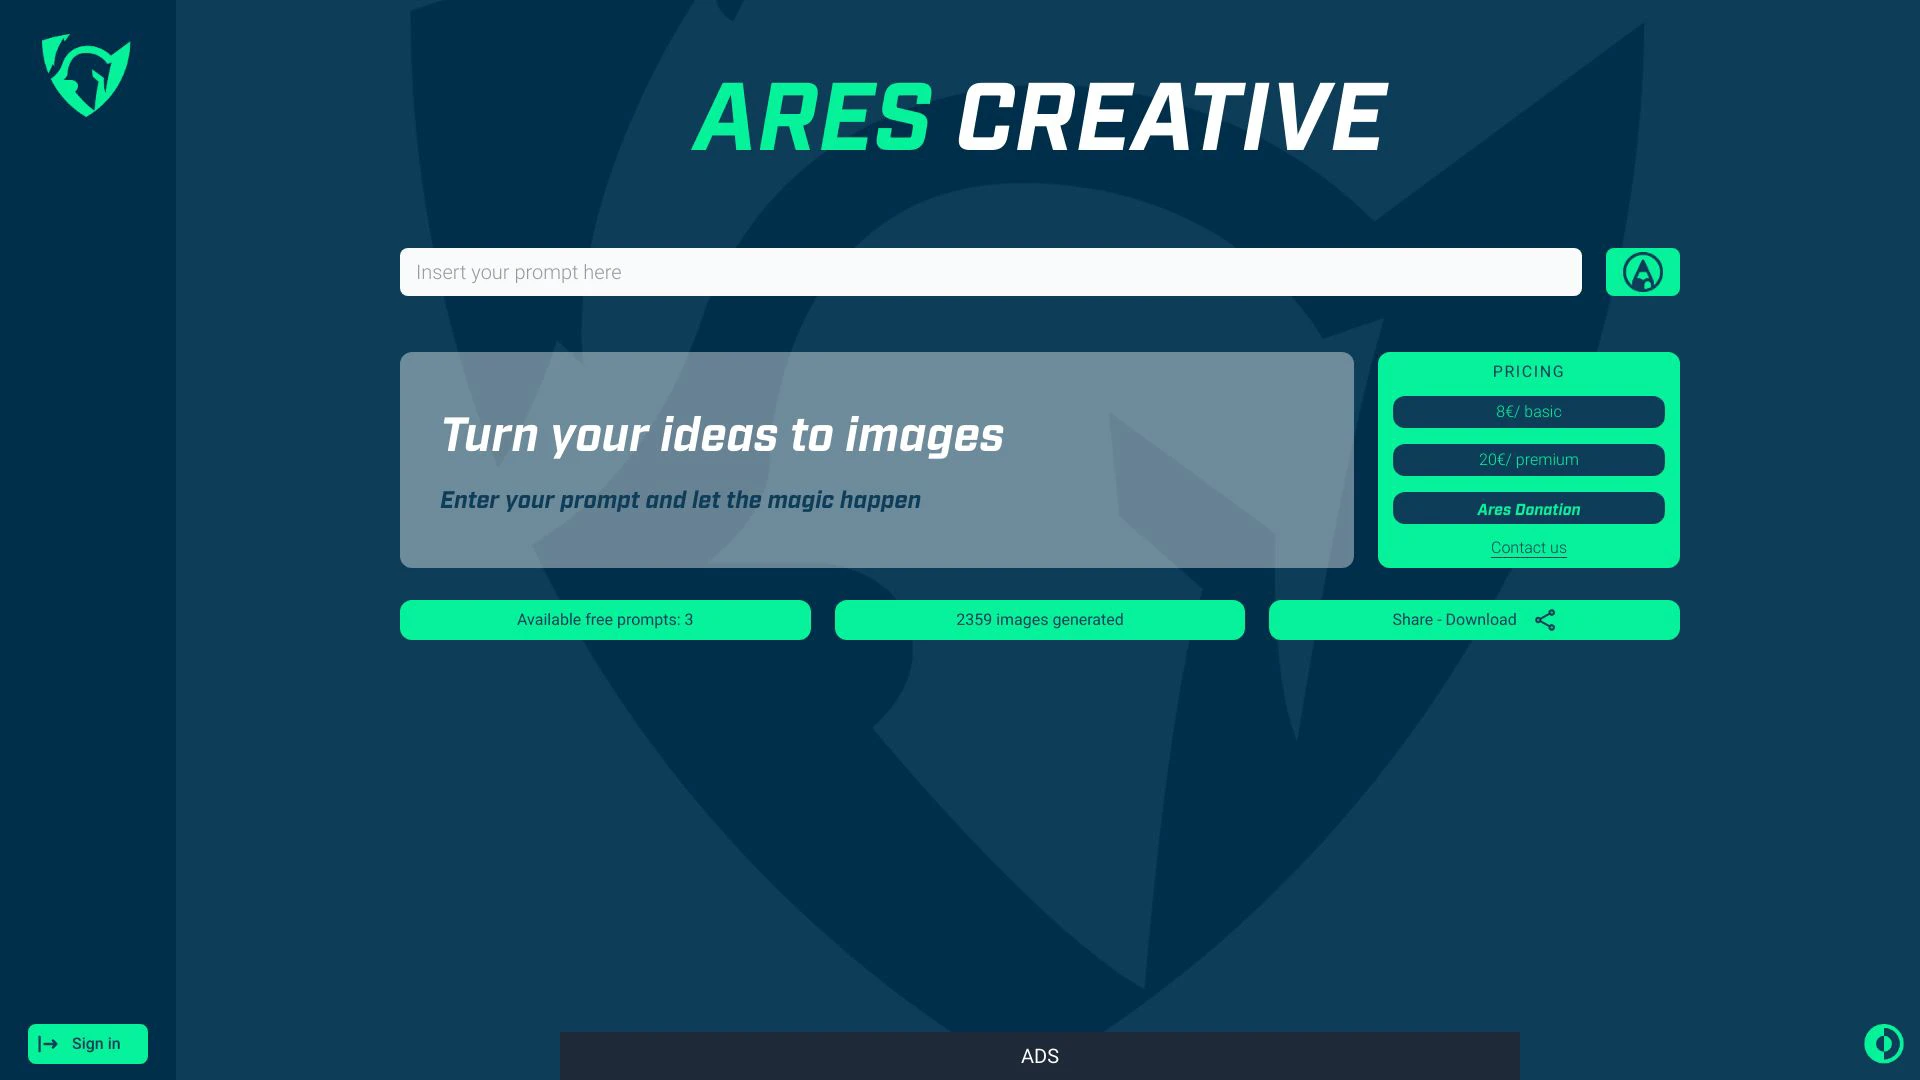 ARES CREATIVE
Insert your prompt here
Turn your ideas to images
Enter your prompt and let the magic happen
PRICING
8€/ basic
20€/ premium
Ares Donation
Contact us
Available free prompts: 3
2359 images generated
Share - Download
Sign in
ADS